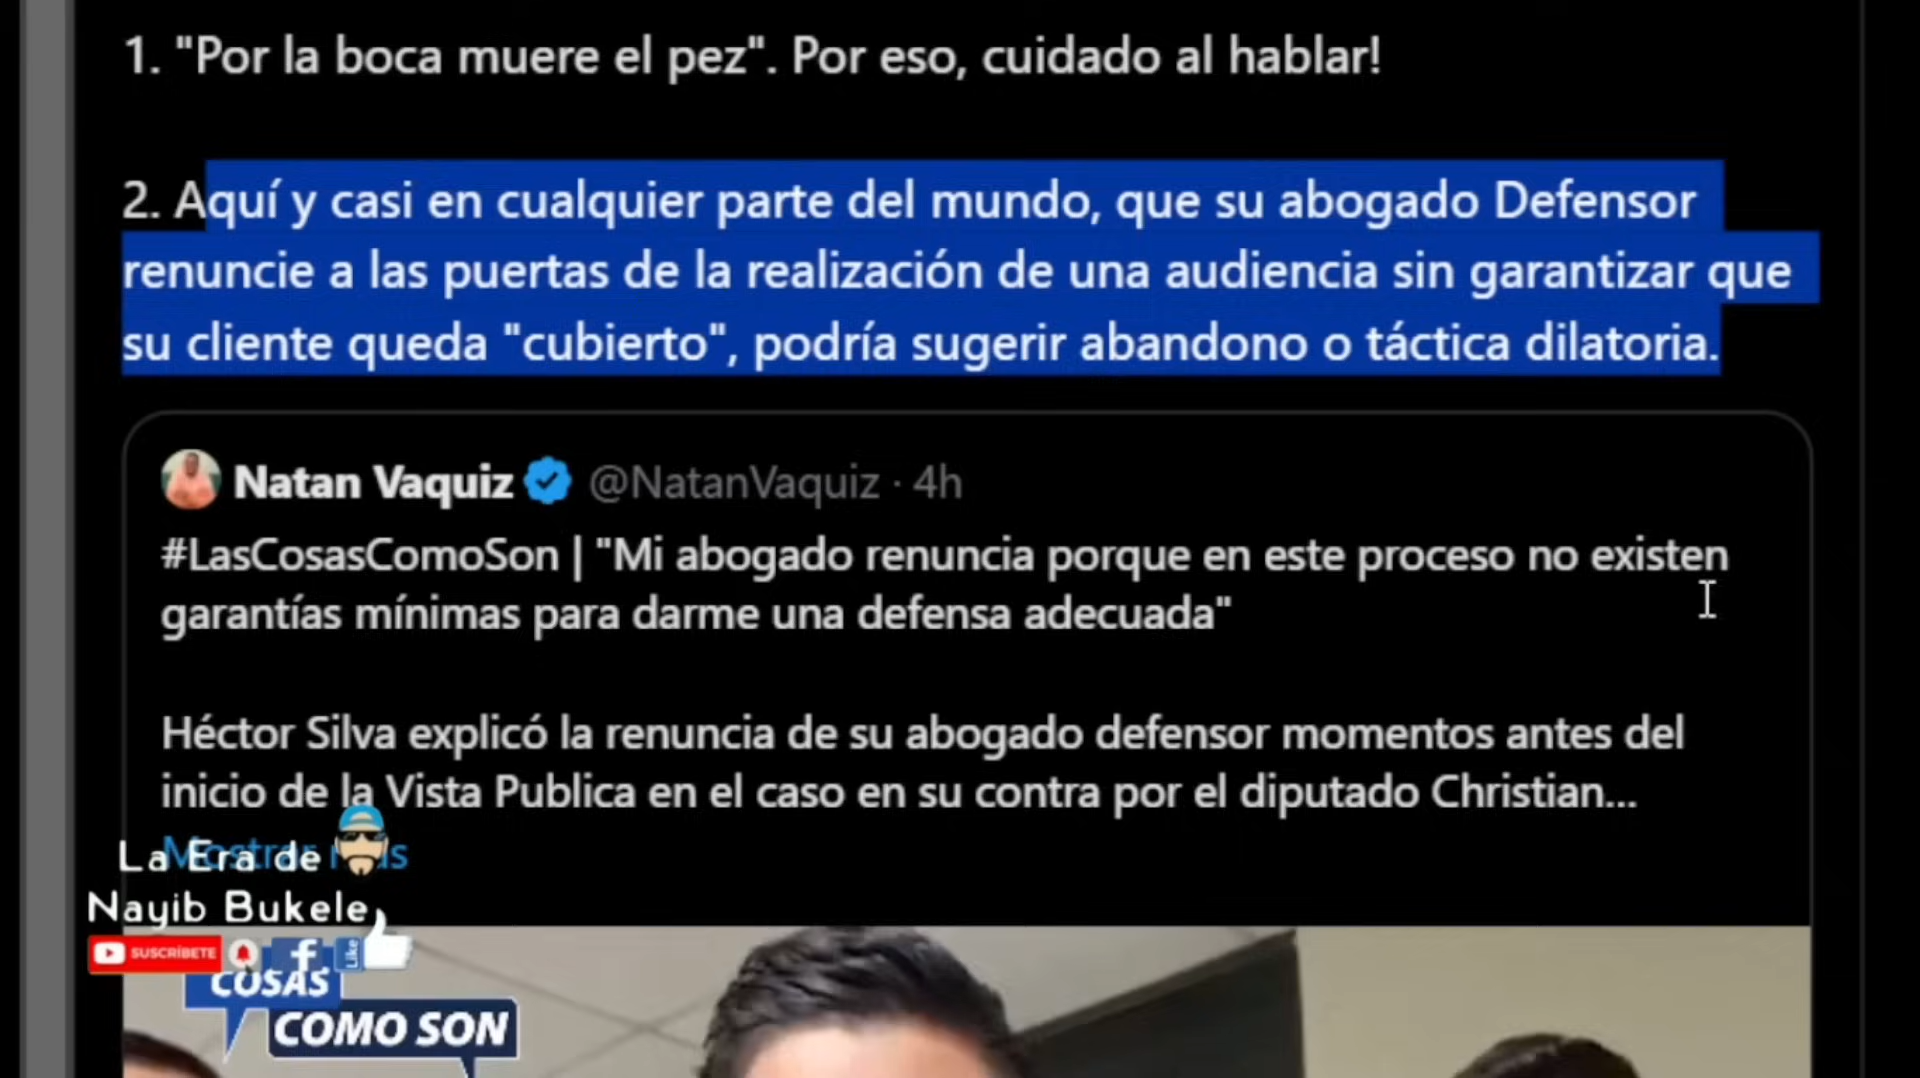 1. "Por la boca muere el pez". Por eso, cuidado al hablar!
2. Aquí y casi en cualquier parte del mundo, que su abogado Defensor
renuncie a las puertas de la realización de una audiencia sin garantizar que
su cliente queda "cubierto", podría sugerir abandono o táctica dilatoria.
Natan Vaquiz @NatanVaquiz · 4h
#LasCosasComoSon | "Mi abogado renuncia porque en este proceso no existen
garantías mínimas para darme una defensa adecuada"
Héctor Silva explicó la renuncia de su abogado defensor momentos antes del
inicio de la Vista Publica en el caso en su contra por el diputado Christian...
Mostrar más
La Era de
Nayib Bukele
SUSCRÍBETE
f
Like
COSAS
COMO SON